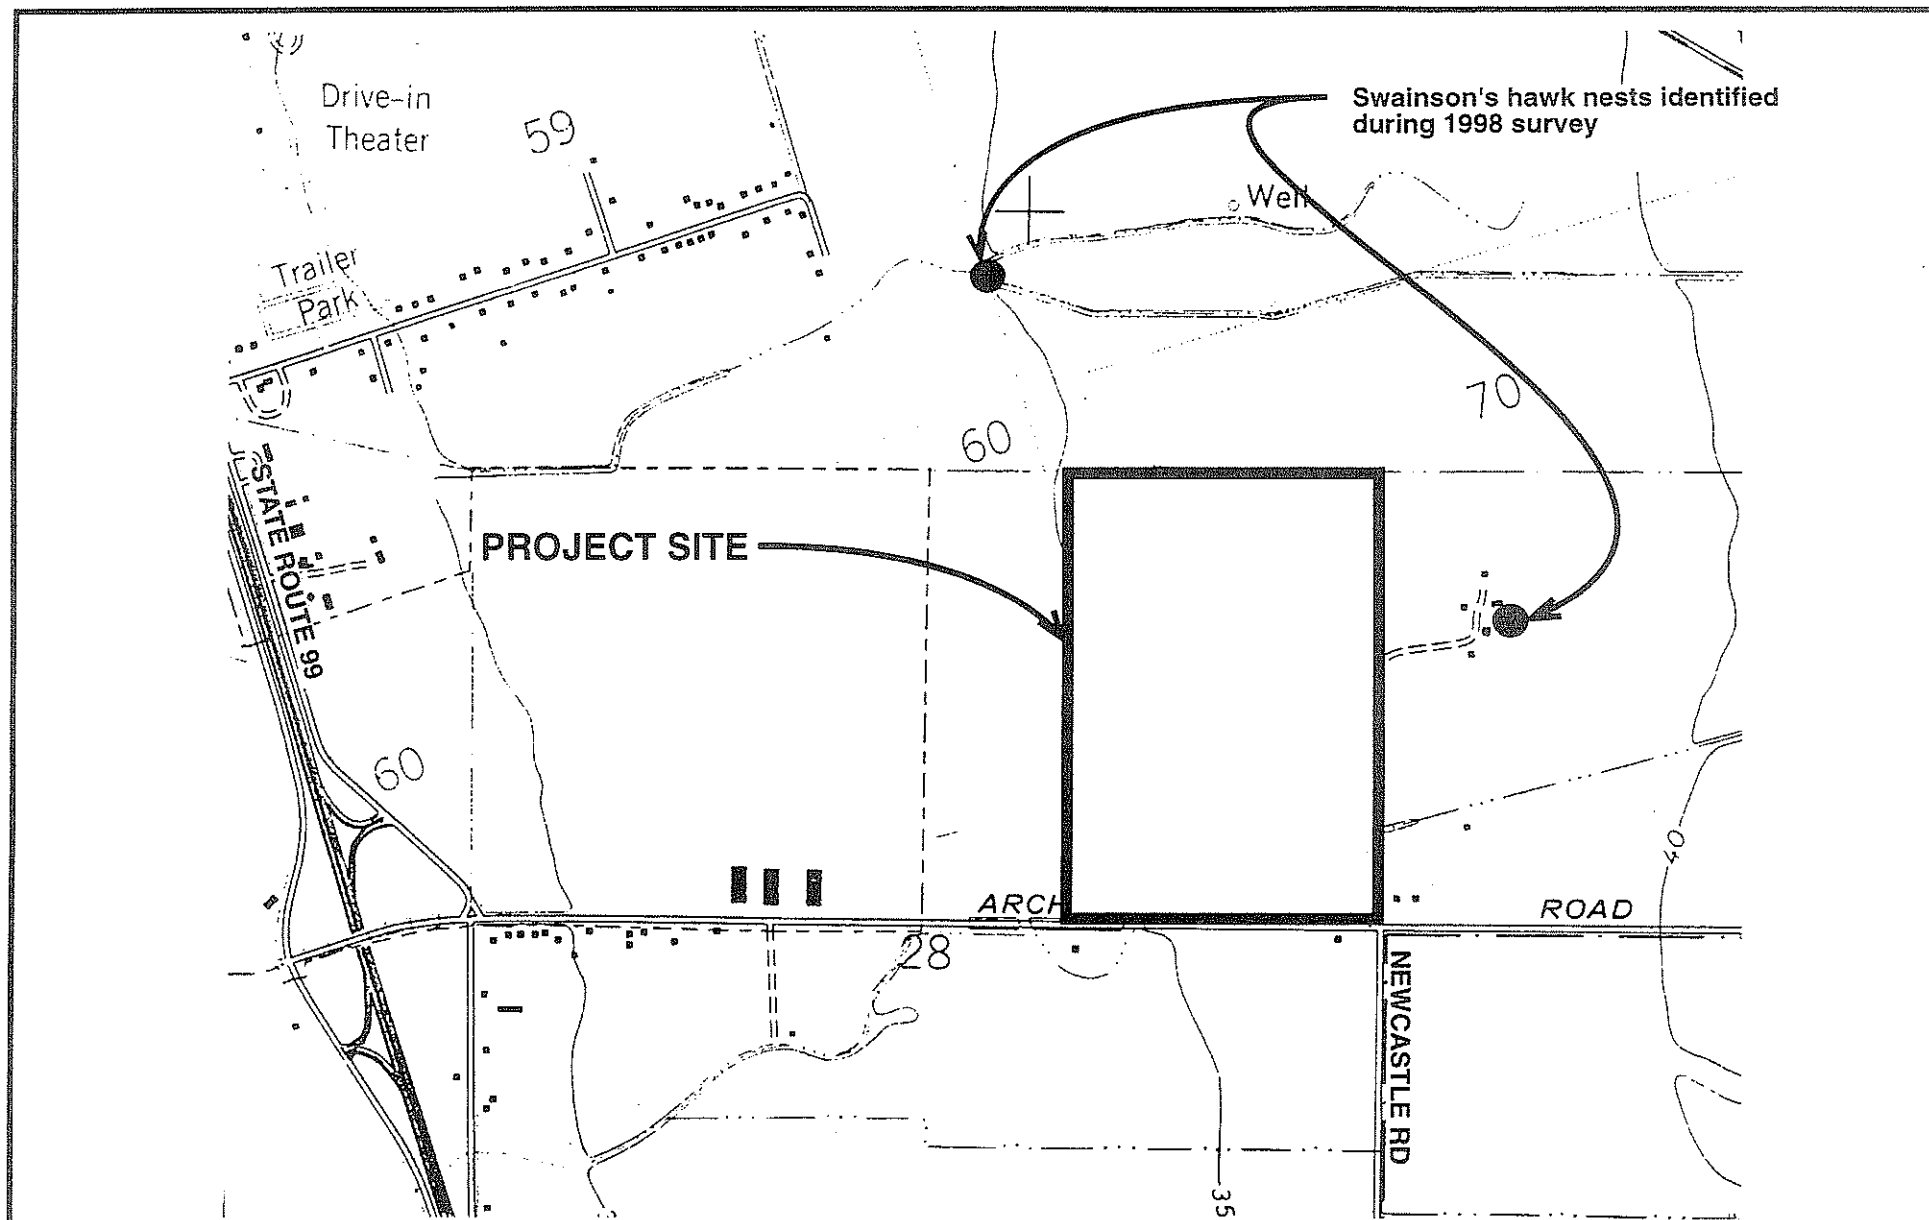 Drive-in
Theater
59
Swainson's hawk nests identified
during 1998 survey
Well
Trailer
Park
70
60
STATE ROUTE 99
PROJECT SITE
60
40
ARCH
ROAD
28
NEWCASTLE RD
35